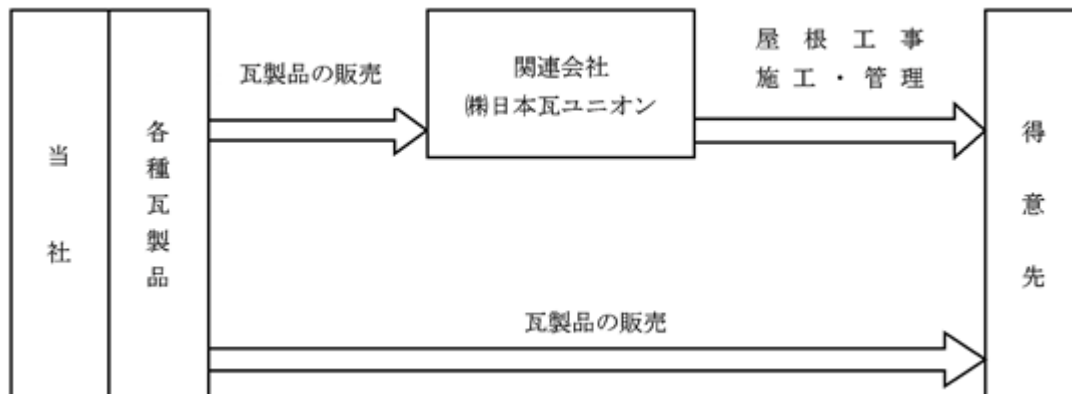 当社
各種瓦製品
瓦製品の販売
関連会社
㈱日本瓦ユニオン
屋根工事
施工・管理
瓦製品の販売
得意先